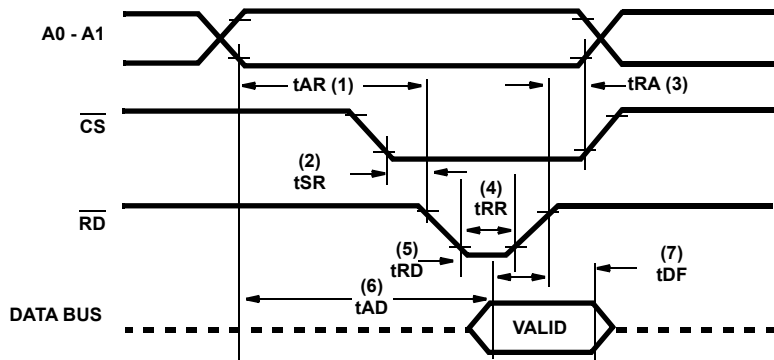 A0 - A1
tAR (1)
tRA (3)
CS
(2)
tSR
(4)
tRR
RD
(5)
tRD
(7)
tDF
(6)
tAD
DATA BUS
VALID